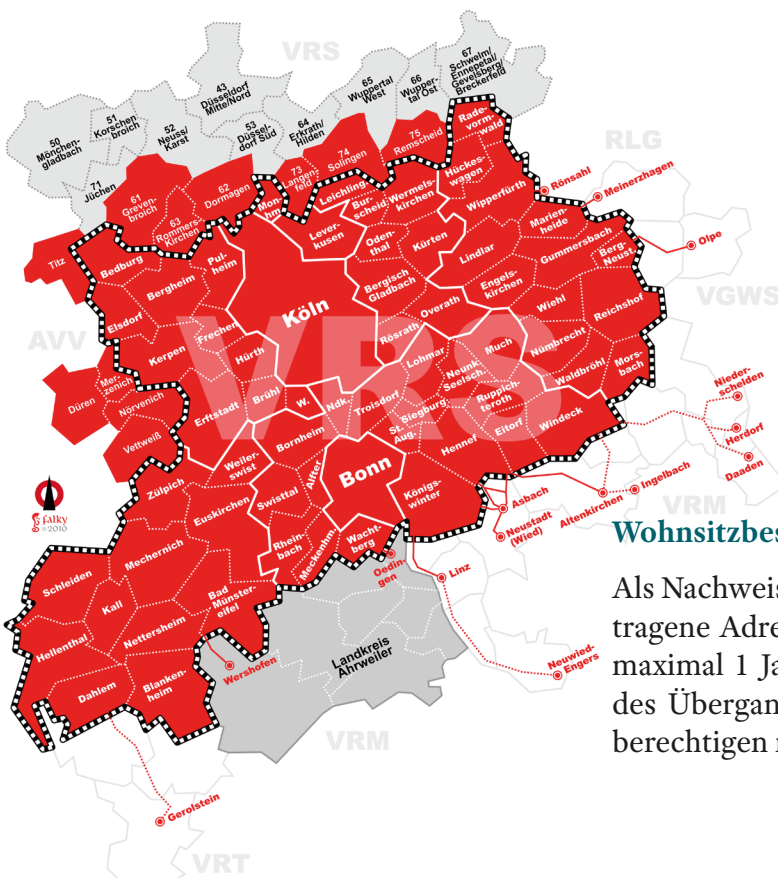 VRS
67
Schwelm/
Ennepetal/
Gevelsberg/
Breckerfeld
43
Düsseldorf
Mitte/Nord
65
Wuppertal
West
66
Wupper-
tal Ost
51
Korschen
broich
50
Mönchen-
gladbach
52
Neuss/
Karst
53
Düssel-
dorf Süd
64
Erkrath/
Hilden
71
Jüchen
61
Greven-
broich
62
Dormagen
63
Rommers-
Kirchen
73
Langen-
feld
74
Solingen
75
Remscheid
Rade-
vorm-
wald
RLG
Mon-
hm.
Leichlingen
Bur-
scheid
Wermels-
kirchen
Hückes-
wagen
Wipperfürth
Rönsahl
Meinerzhagen
Marien-
heide
Olpe
Titz
Bedburg
Pul-
heim
Lever-
kusen
Oden-
thal
Kürten
Lindlar
Gummersbach
Berg-
Neust.
Bergheim
Bergisch
Gladbach
Engels-
kirchen
VGWS
Elsdorf
Köln
Overath
Wiehl
Reichshof
AVV
Frechen
Rösrath
VRS
Kerpen
Hürth
Lohmar
Much
Nümbrecht
Mors-
bach
Mer-
zenich
Düren
Nörvenich
Neunk.
Seelsch.
Waldbröhl
Nieder-
schelden
Erftstadt
Brühl
W.
Ndk.
Troisdorf
Siegburg
St.
Aug.
Ruppich-
teroth
Vettweiß
Bornheim
Hennef
Eitorf
Windeck
Herdorf
Daaden
Weiler-
swist
Alfter
Bonn
Zülpich
Swisttal
Königs-
winter
Asbach
Ingelbach
Altenkirchen
VRM
falky
©2010
Euskirchen
Neustadt
(Wied)
Wohnsitzbes
Mechernich
Rhein-
bach
Meckenhm.
Wacht-
berg
Oedin-
gen
Linz
Als Nachweis
Schleiden
Kall
Bad
Münster-
eifel
tragene Adre
Hellenthal
Nettersheim
Landkreis
Ahrweiler
maximal 1 Ja
Wershofen
Neuwied-
Engers
des Übergan
Dahlem
Blanken-
heim
berechtigen
VRM
Gerolstein
VRT